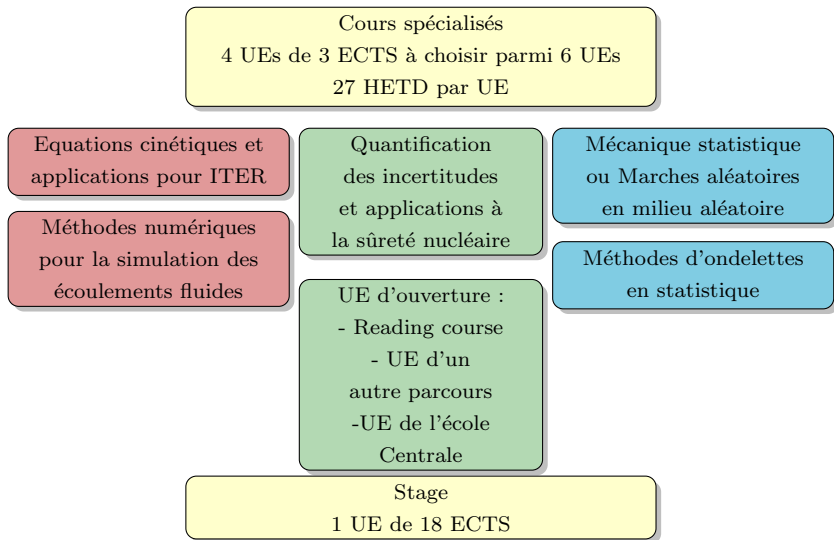 Cours spécialisés
4 UEs de 3 ECTS à choisir parmi 6 UEs
27 HETD par UE
Equations cinétiques et
applications pour ITER
Méthodes numériques
pour la simulation des
écoulements fluides
Quantification
des incertitudes
et applications à
la sûreté nucléaire
UE d'ouverture :
- Reading course
- UE d'un
autre parcours
-UE de l'école
Centrale
Mécanique statistique
ou Marches aléatoires
en milieu aléatoire
Méthodes d'ondelettes
en statistique
Stage
1 UE de 18 ECTS